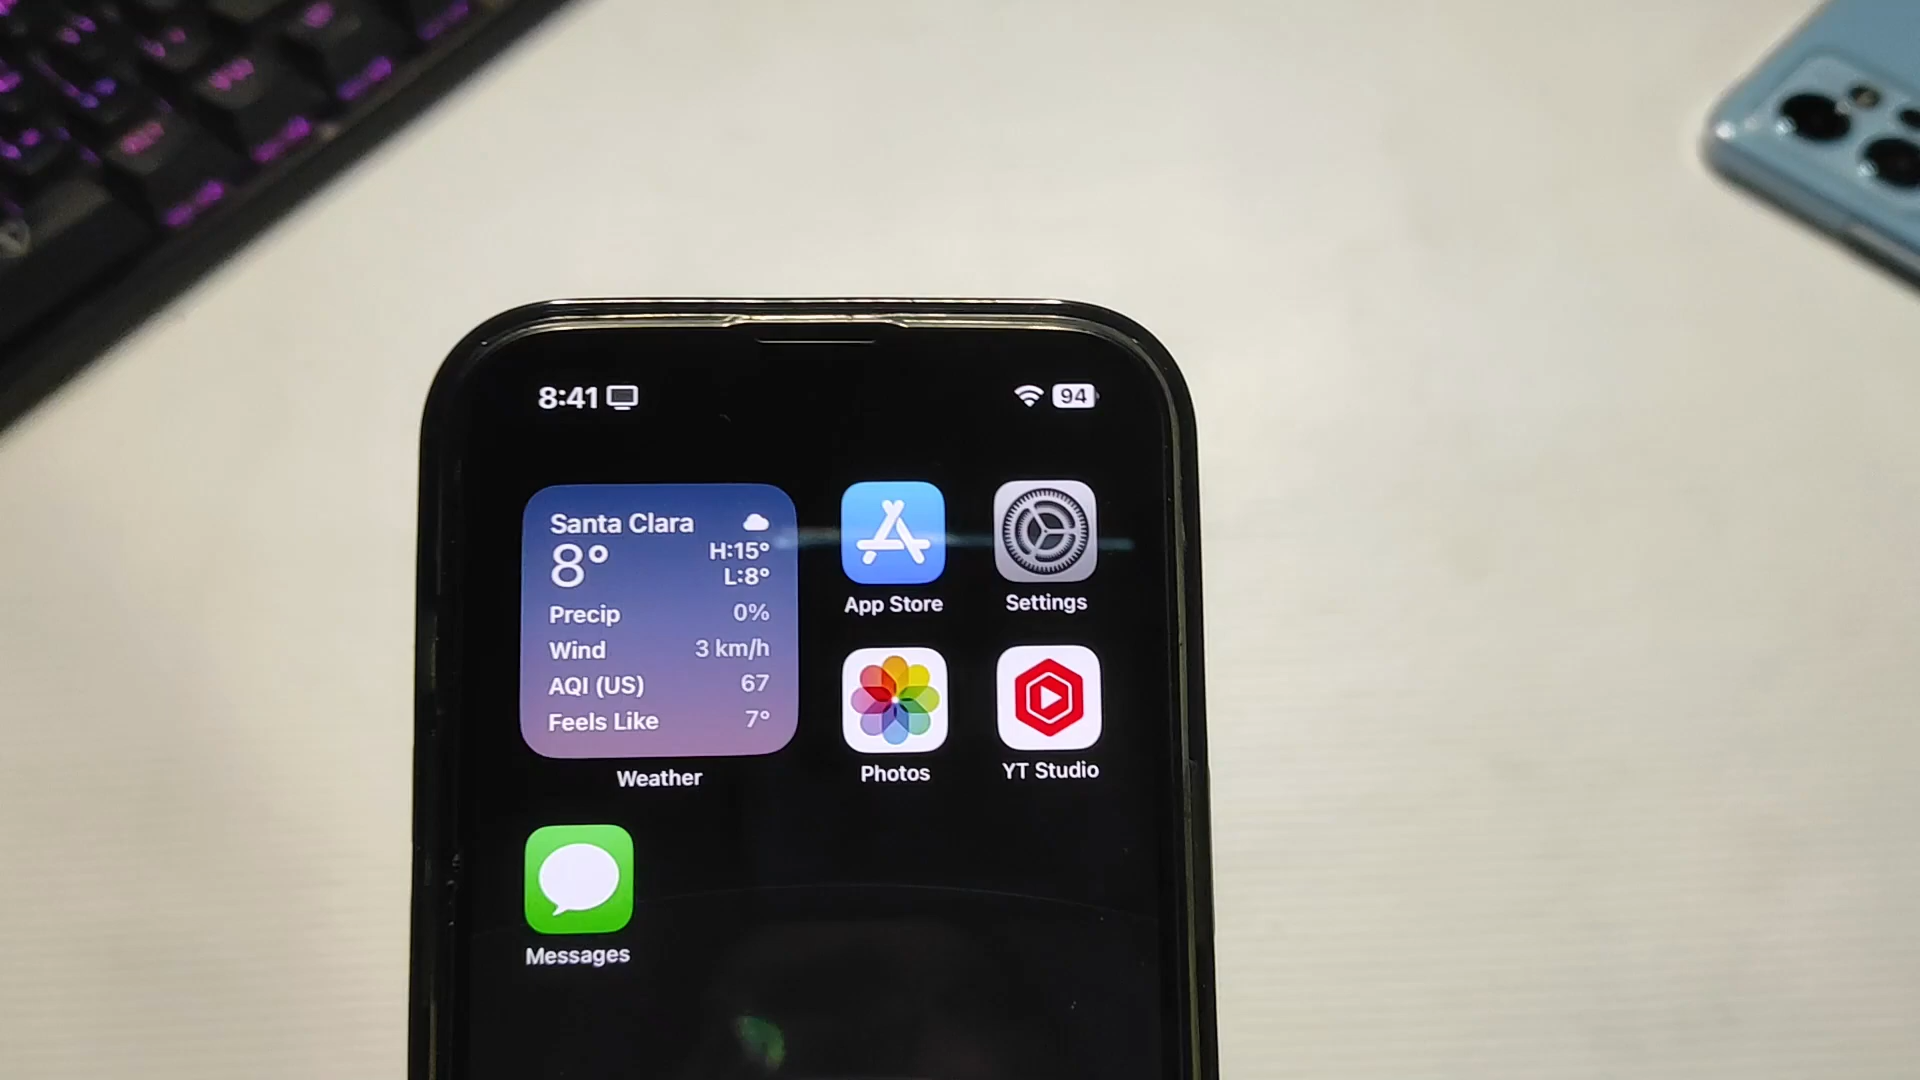 8:41
94
Santa Clara
8°
H:15°
L:8°
Precip 0%
Wind 3 km/h
AQI (US) 67
Feels Like 7°
Weather
App Store
Settings
Photos
YT Studio
Messages